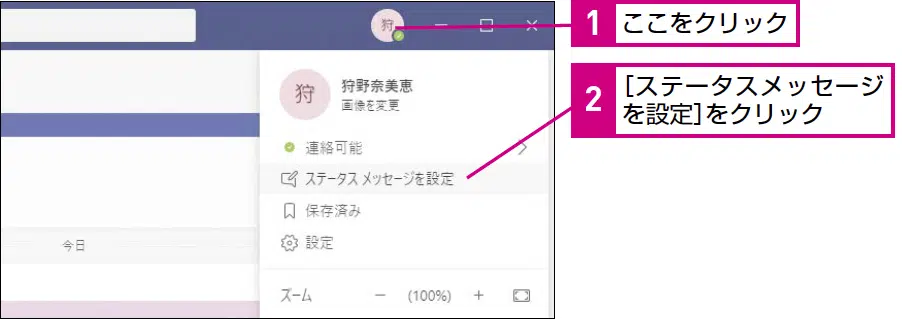 狩
1 ここをクリック
狩
狩野奈美恵
画像を変更
2 [ステータスメッセージ
を設定]をクリック
連絡可能
ステータス メッセージを設定
保存済み
設定
今日
ズーム − (100%) +